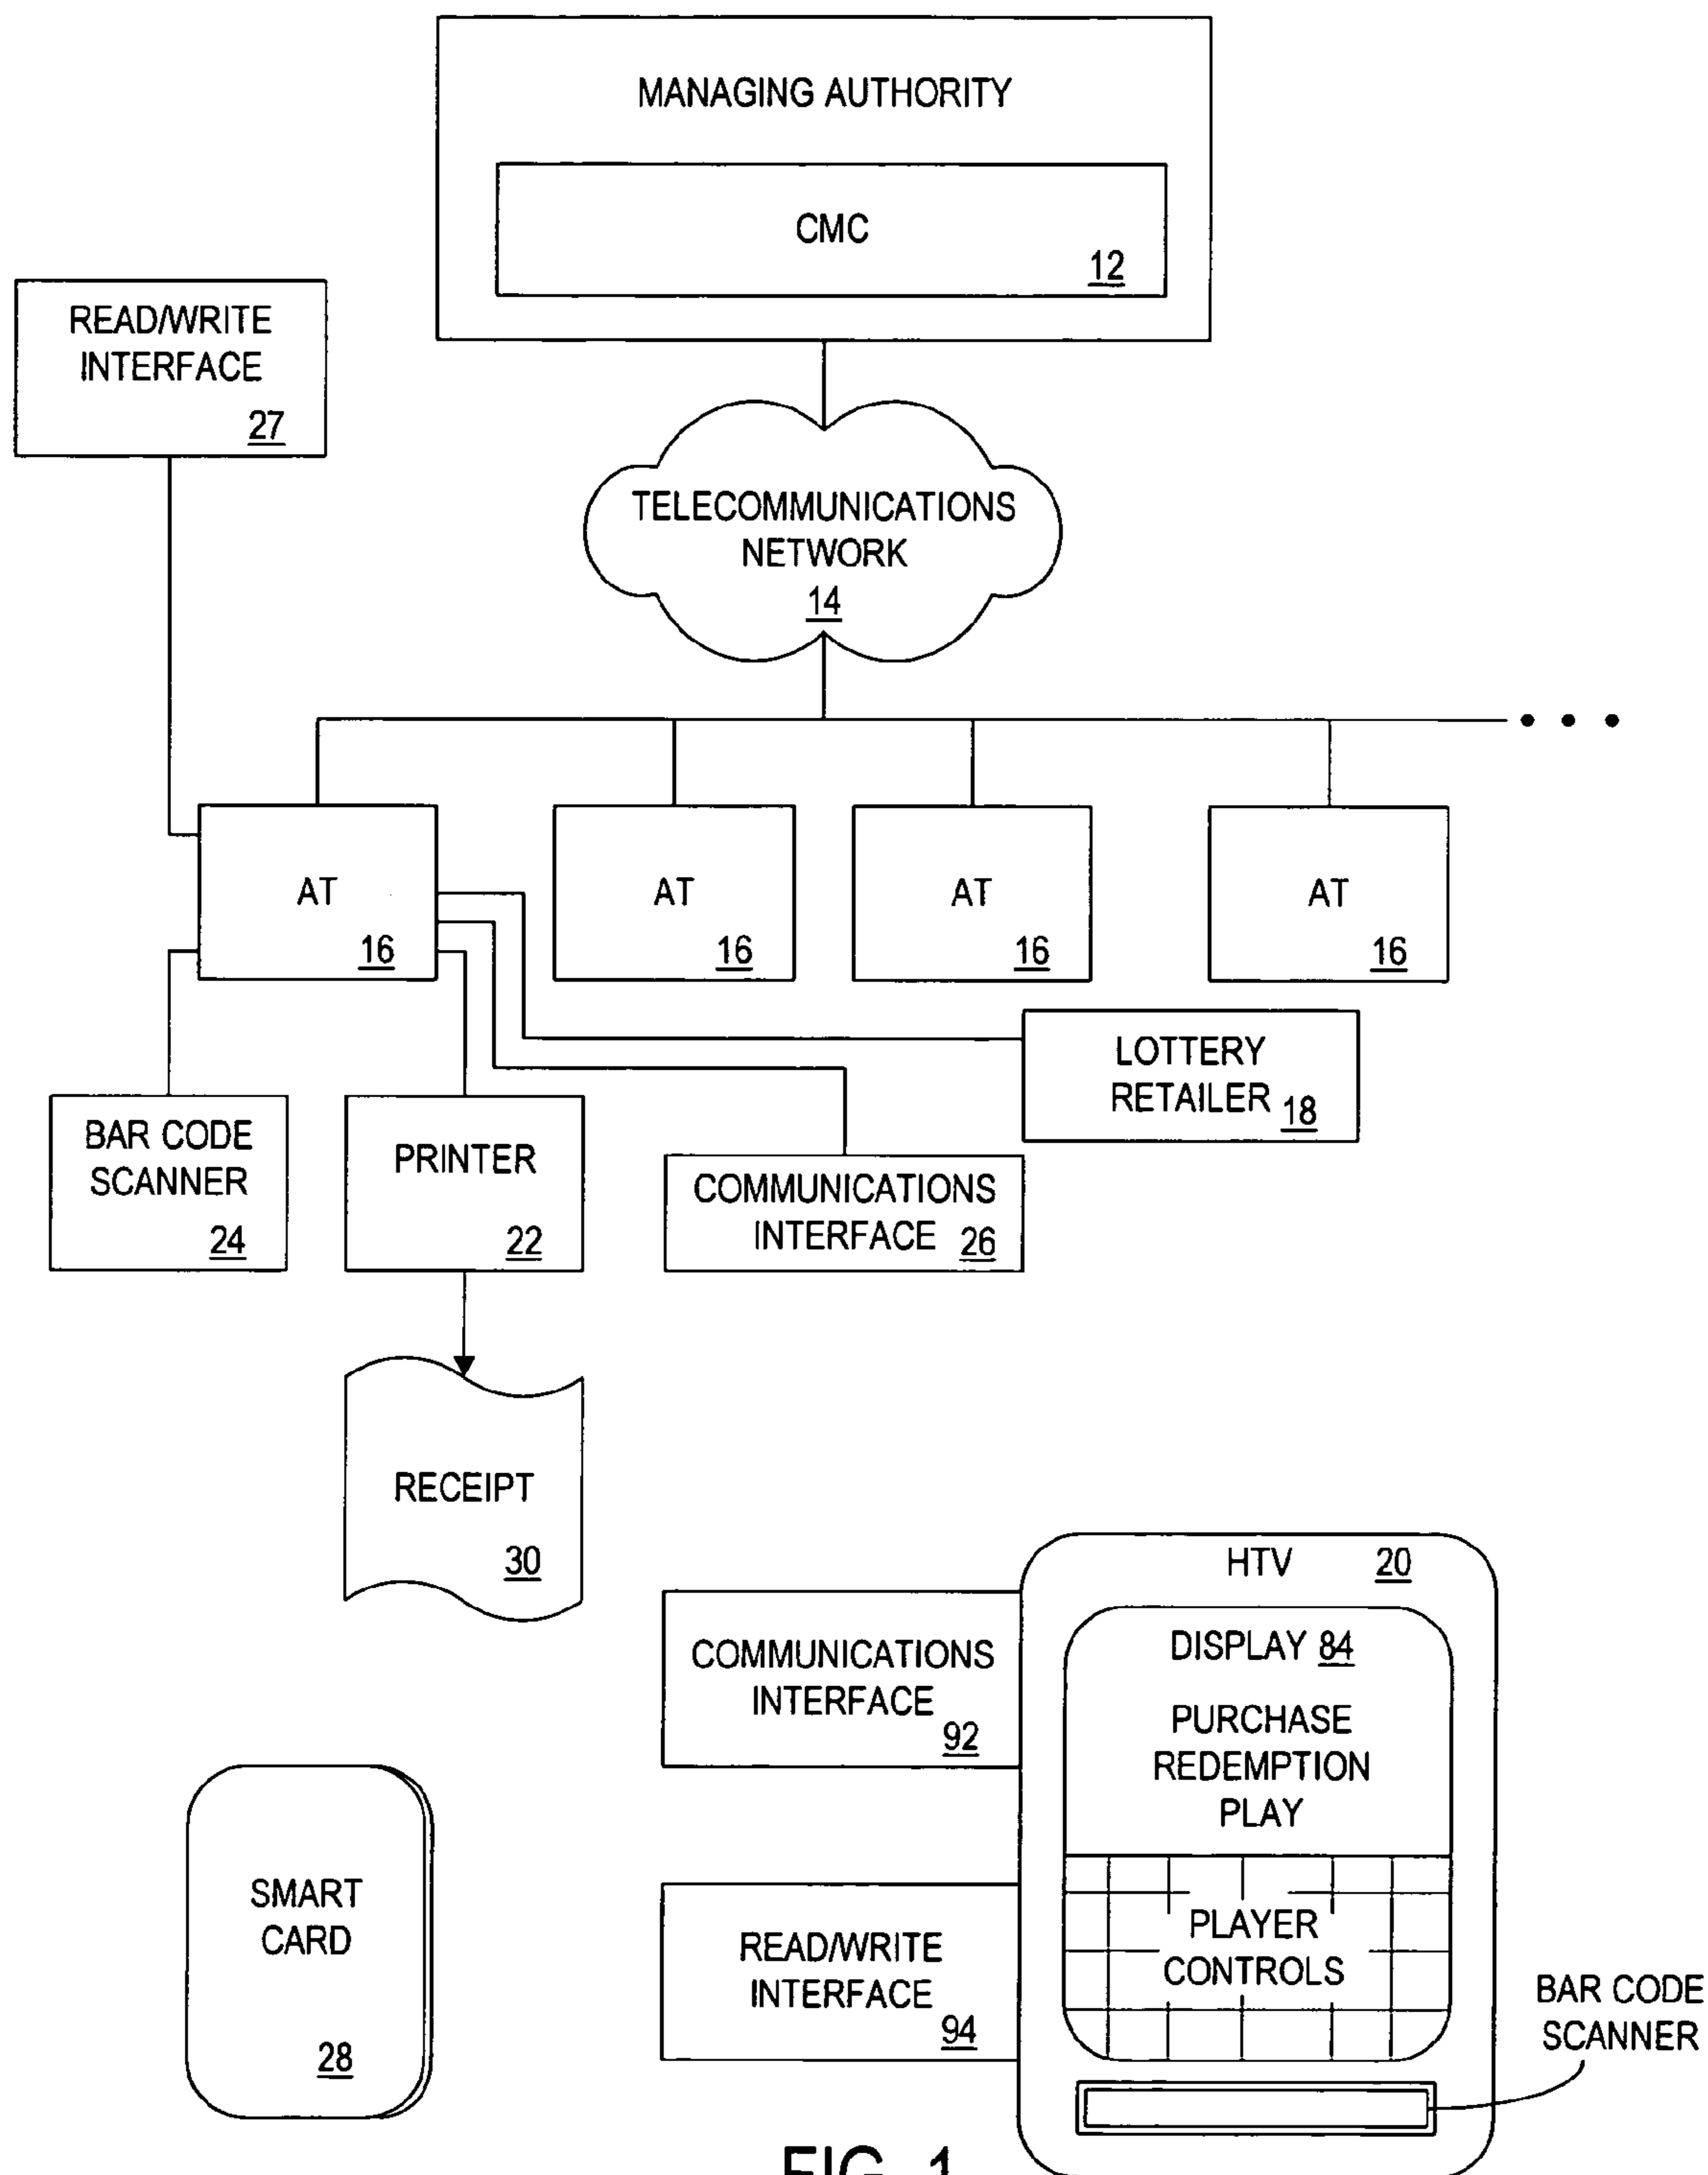 MANAGING AUTHORITY
CMC
12
READ/WRITE
INTERFACE
27
TELECOMMUNICATIONS
NETWORK
14
AT
16
AT
16
AT
16
AT
16
LOTTERY
RETAILER 18
BAR CODE
SCANNER
24
PRINTER
22
COMMUNICATIONS
INTERFACE 26
RECEIPT
30
HTV 20
DISPLAY 84
PURCHASE
REDEMPTION
PLAY
COMMUNICATIONS
INTERFACE
92
SMART
CARD
28
READ/WRITE
INTERFACE
94
PLAYER
CONTROLS
BAR CODE
SCANNER
FIG. 1